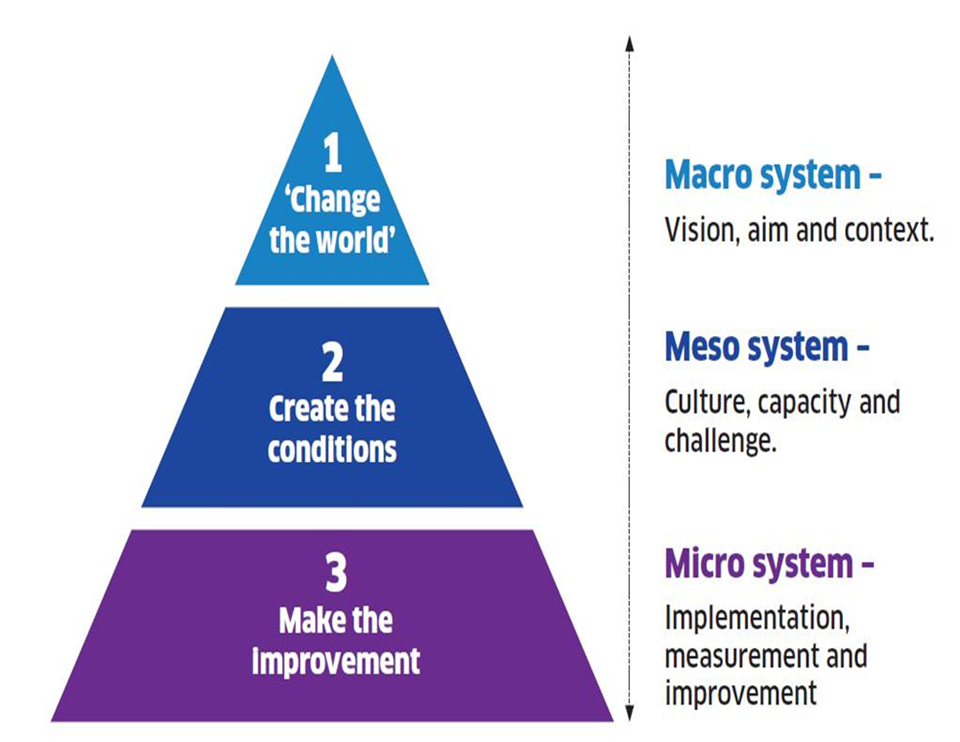 1
‘Change
the world’
Macro system –
Vision, aim and context.
2
Create the
conditions
Meso system –
Culture, capacity and
challenge.
3
Make the
improvement
Micro system –
Implementation,
measurement and
improvement